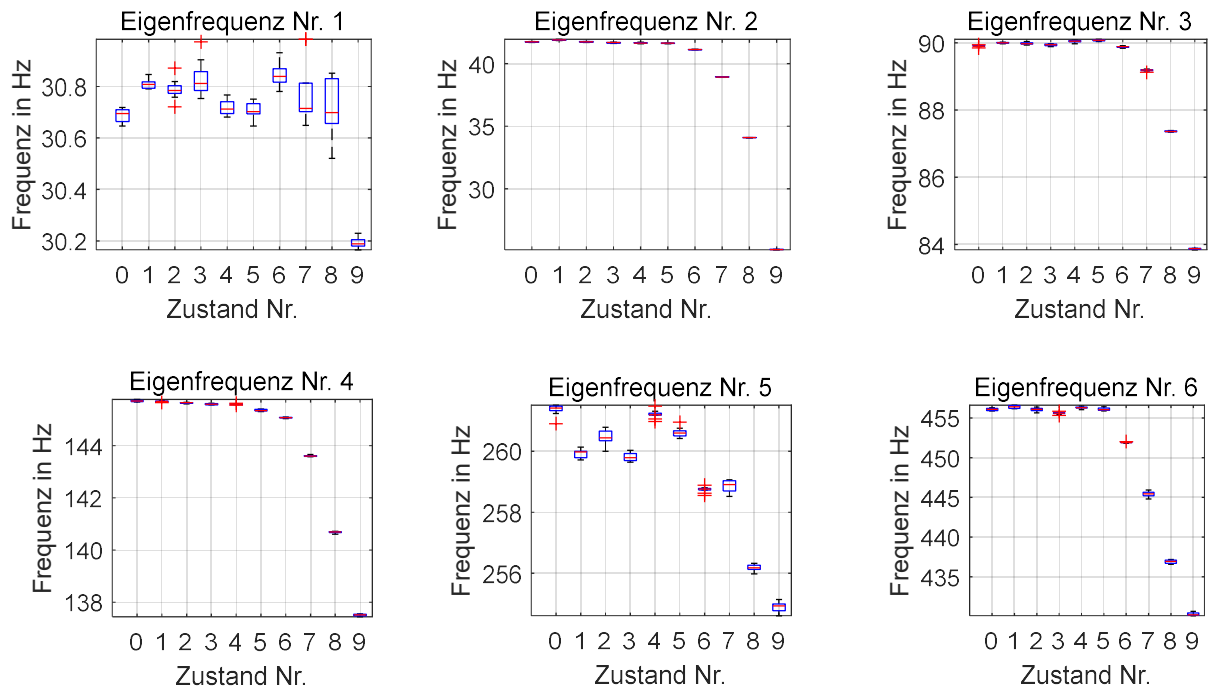 Eigenfrequenz Nr. 1
Frequenz in Hz
30.8
30.6
30.4
30.2
0 1 2 3 4 5 6 7 8 9
Zustand Nr.
Eigenfrequenz Nr. 2
Frequenz in Hz
40
35
30
0 1 2 3 4 5 6 7 8 9
Zustand Nr.
Eigenfrequenz Nr. 3
Frequenz in Hz
90
88
86
84
0 1 2 3 4 5 6 7 8 9
Zustand Nr.
Eigenfrequenz Nr. 4
Frequenz in Hz
144
142
140
138
0 1 2 3 4 5 6 7 8 9
Zustand Nr.
Eigenfrequenz Nr. 5
Frequenz in Hz
260
258
256
0 1 2 3 4 5 6 7 8 9
Zustand Nr.
Eigenfrequenz Nr. 6
Frequenz in Hz
455
450
445
440
435
0 1 2 3 4 5 6 7 8 9
Zustand Nr.